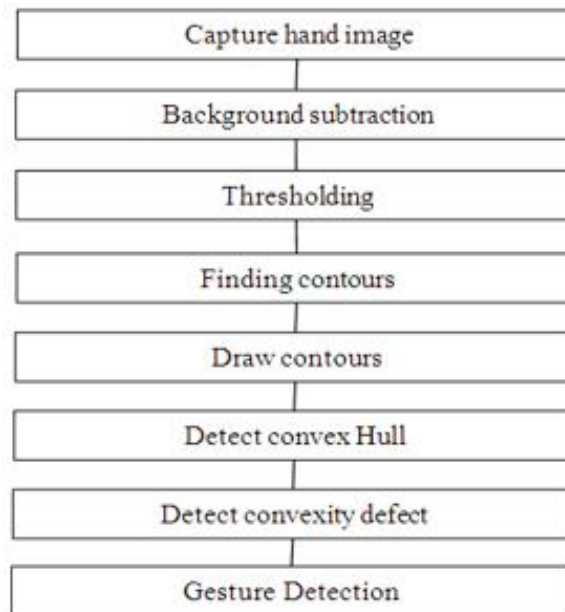 Capture hand image
Background subtraction
Thresholding
Finding contours
Draw contours
Detect convex Hull
Detect convexity defect
Gesture Detection